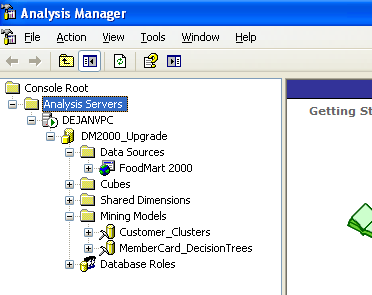 Analysis Manager
File Action View Tools Window Help
Console Root
Analysis Servers
DEJANVPC
DM2000_Upgrade
Data Sources
FoodMart 2000
Cubes
Shared Dimensions
Mining Models
Customer_Clusters
MemberCard_DecisionTrees
Database Roles
Getting St